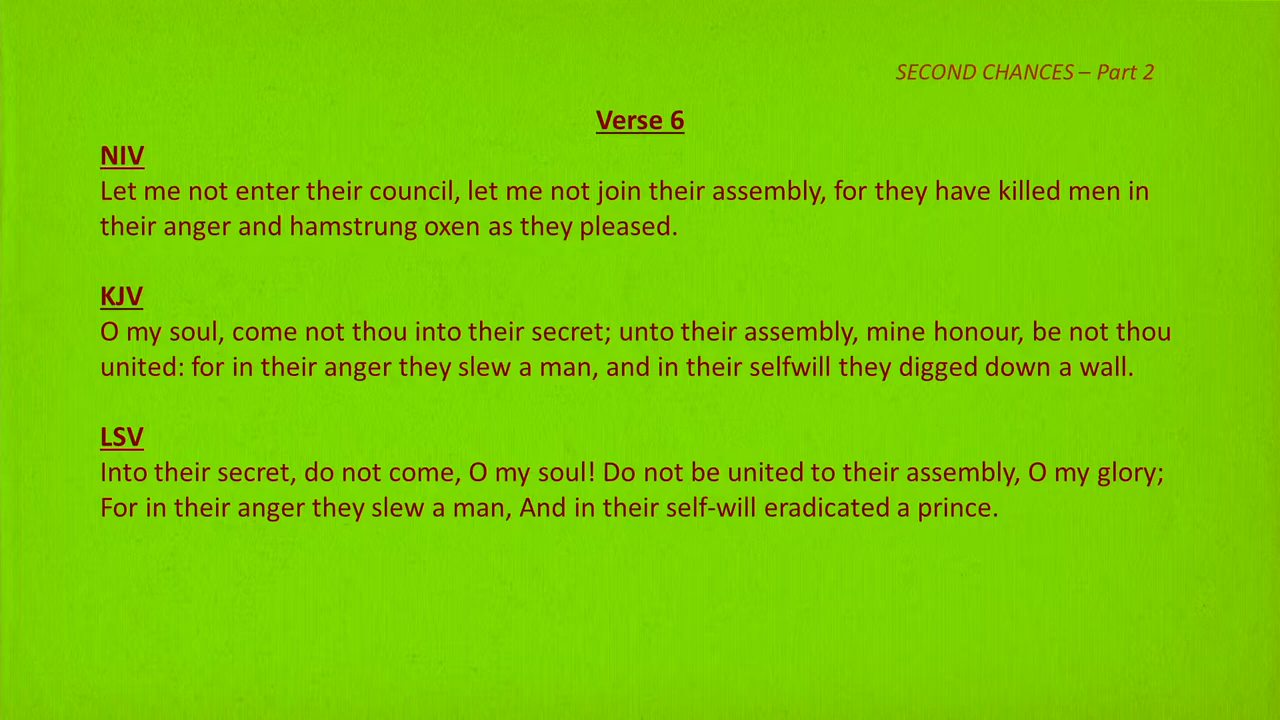 SECOND CHANCES – Part 2
Verse 6
NIV
Let me not enter their council, let me not join their assembly, for they have killed men in
their anger and hamstrung oxen as they pleased.
KJV
O my soul, come not thou into their secret; unto their assembly, mine honour, be not thou
united: for in their anger they slew a man, and in their selfwill they digged down a wall.
LSV
Into their secret, do not come, O my soul! Do not be united to their assembly, O my glory;
For in their anger they slew a man, And in their self-will eradicated a prince.